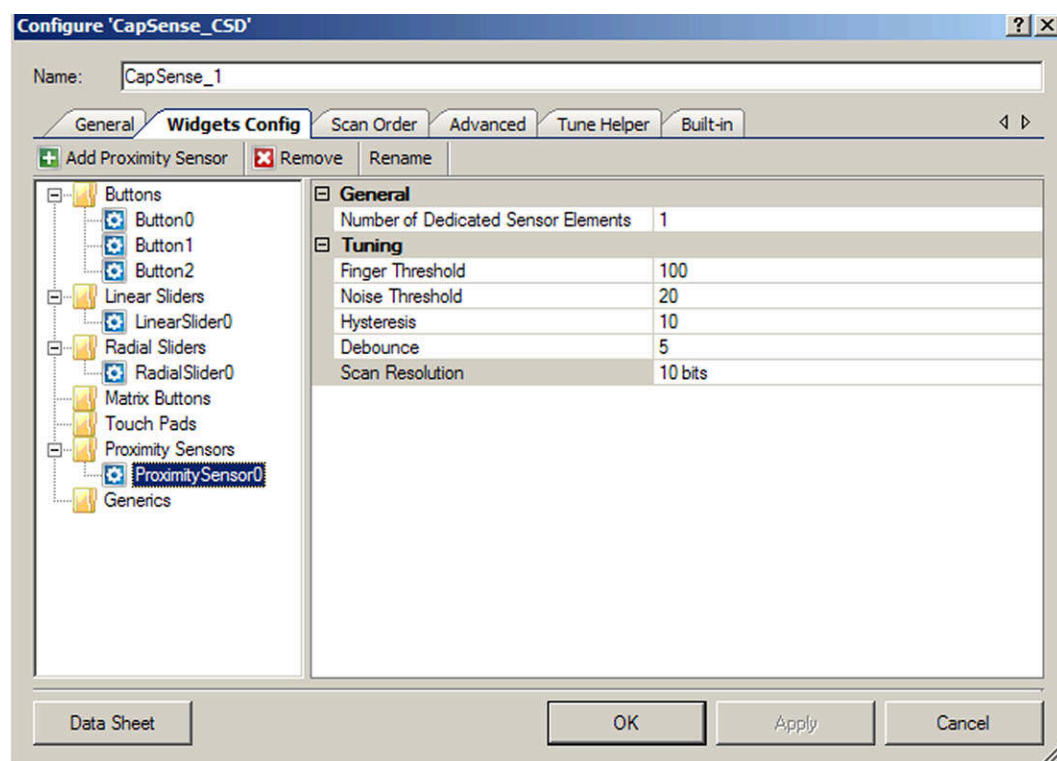 Configure 'CapSense_CSD'
Name: CapSense_1
General Widgets Config Scan Order Advanced Tune Helper Built-in
Add Proximity Sensor Remove Rename
Buttons
Button0
Button1
Button2
Linear Sliders
LinearSlider0
Radial Sliders
RadialSlider0
Matrix Buttons
Touch Pads
Proximity Sensors
ProximitySensor0
Generics
General
Number of Dedicated Sensor Elements 1
Tuning
Finger Threshold 100
Noise Threshold 20
Hysteresis 10
Debounce 5
Scan Resolution 10 bits
Data Sheet OK Apply Cancel